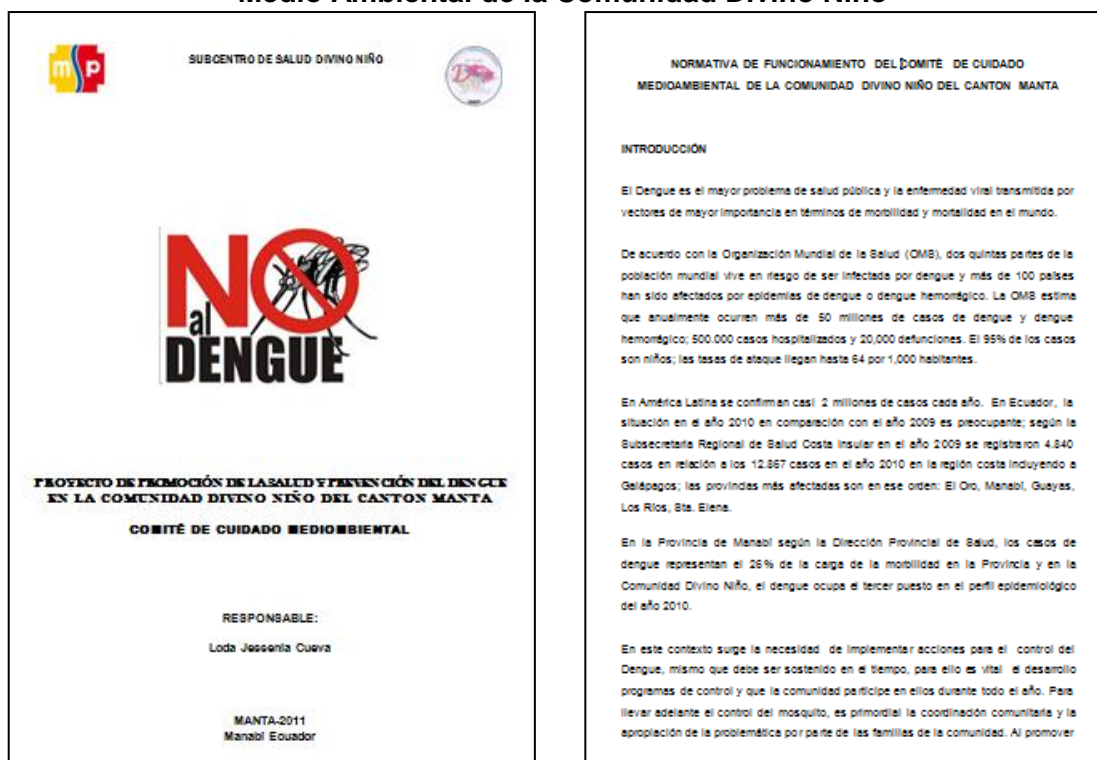 Medio Ambiental de la Comunidad Divino Niño
SUBCENTRO DE SALUD DIVINO NIÑO
msp
NO
al
DENGUE
PROYECTO DE PROMOCIÓN DE LA SALUD Y PREVENCIÓN DEL DENGUE
EN LA COMUNIDAD DIVINO NIÑO DEL CANTON MANTA
COMITÉ DE CUIDADO MEDIOMBIENTAL
RESPONSABLE:
Loda Jessenia Cueva
MANTA-2011
Manabí Ecuador
NORMATIVA DE FUNCIONAMIENTO DEL COMITÉ DE CUIDADO
MEDIOAMBIENTAL DE LA COMUNIDAD DIVINO NIÑO DEL CANTON MANTA
INTRODUCCIÓN
El Dengue es el mayor problema de salud pública y la enfermedad viral transmitida por
vectores de mayor importancia en términos de morbilidad y mortalidad en el mundo.
De acuerdo con la Organización Mundial de la Salud (OMS), dos quintas partes de la
población mundial vive en riesgo de ser infectada por dengue y más de 100 países
han sido afectados por epidemias de dengue o dengue hemorrágico. La OMS estima
que anualmente ocurren más de 50 millones de casos de dengue y dengue
hemorrágico; 500.000 casos hospitalizados y 20,000 defunciones. El 95% de los casos
son niños; las tasas de ataque llegan hasta 64 por 1,000 habitantes.
En América Latina se confirman casi 2 millones de casos cada año. En Ecuador, la
situación en el año 2010 en comparación con el año 2009 es preocupante; según la
Subsecretaria Regional de Salud Costa Insular en el año 2009 se registraron 4.840
casos en relación a los 12.867 casos en el año 2010 en la región costa incluyendo a
Galápagos; las provincias más afectadas son en ese orden: El Oro, Manabí, Guayas,
Los Ríos, Sta. Elena.
En la Provincia de Manabí según la Dirección Provincial de Salud, los casos de
dengue representan el 26% de la carga de la morbilidad en la Provincia y en la
Comunidad Divino Niño, el dengue ocupa el tercer puesto en el perfil epidemiológico
del año 2010.
En este contexto surge la necesidad de implementar acciones para el control del
Dengue, mismo que debe ser sostenido en el tiempo, para ello es vital el desarrollo
programas de control y que la comunidad participe en ellos durante todo el año. Para
llevar adelante el control del mosquito, es primordial la coordinación comunitaria y la
apropiación de la problemática por parte de las familias de la comunidad. Al promover